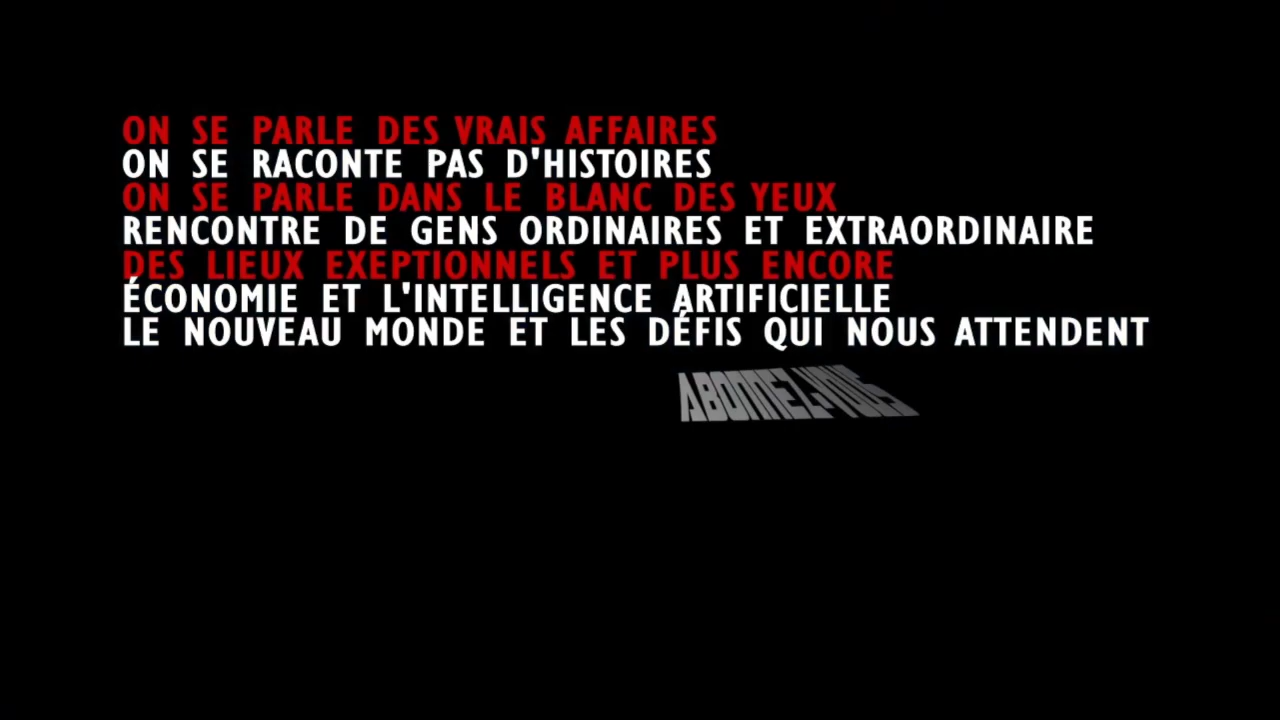 ON SE PARLE DES VRAIS AFFAIRES
ON SE RACONTE PAS D'HISTOIRES
ON SE PARLE DANS LE BLANC DES YEUX
RENCONTRE DE GENS ORDINAIRES ET EXTRAORDINAIRE
DES LIEUX EXEPTIONNELS ET PLUS ENCORE
ÉCONOMIE ET L'INTELLIGENCE ARTIFICIELLE
LE NOUVEAU MONDE ET LES DÉFIS QUI NOUS ATTENDENT
ABONNEZ-VOUS